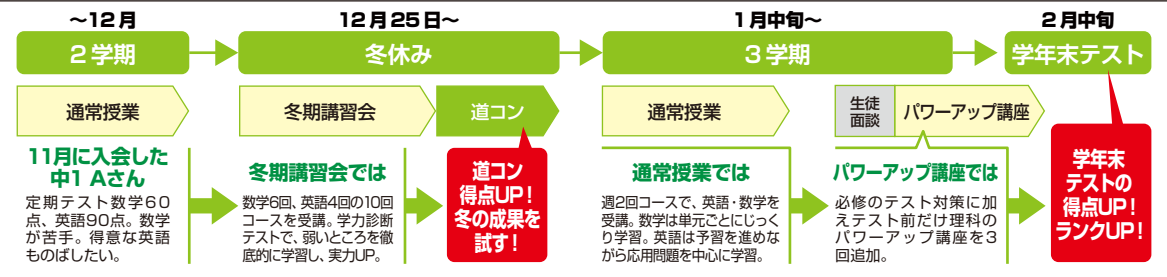 ～12月
12月25日～
1月中旬～
2月中旬
2学期
冬休み
3学期
学年末テスト
通常授業
冬期講習会
道コン
通常授業
生徒
面談
パワーアップ講座
11月に入会した
中1 Aさん
定期テスト数学60
点、英語90点。数学
が苦手。得意な英語
ものばしたい。
冬期講習会では
数学6回、英語4回の10回
コースを受講。学力診断
テストで、弱いところを徹
底的に学習し、実力UP。
道コン
得点UP！
冬の成果を
試す！
通常授業では
週2回コースで、英語・数学を
受講。数学は単元ごとにじっく
り学習。英語は予習を進めな
がら応用問題を中心に学習。
パワーアップ講座では
必修のテスト対策に加
えテスト前だけ理科の
パワーアップ講座を3
回追加。
学年末
テストの
得点UP！
ランクUP！